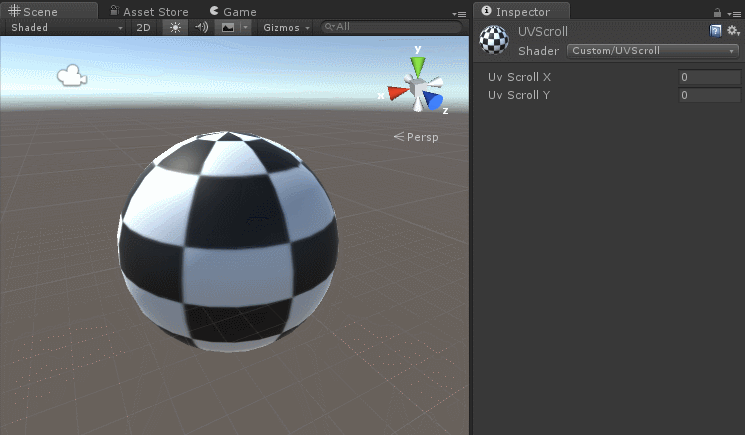 Scene Asset Store Game
Shaded 2D Gizmos All
y
x
z
Persp
Inspector
UVScroll
Shader Custom/UVScroll
Uv Scroll X 0
Uv Scroll Y 0